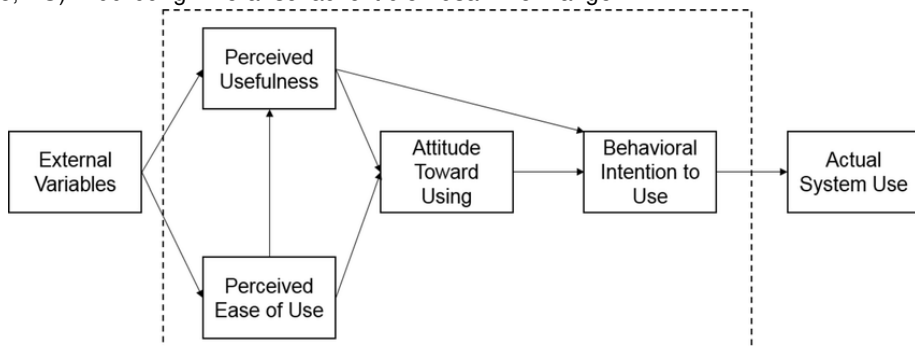 Perceived
Usefulness
External
Variables
Attitude
Toward
Using
Behavioral
Intention to
Use
Actual
System Use
Perceived
Ease of Use